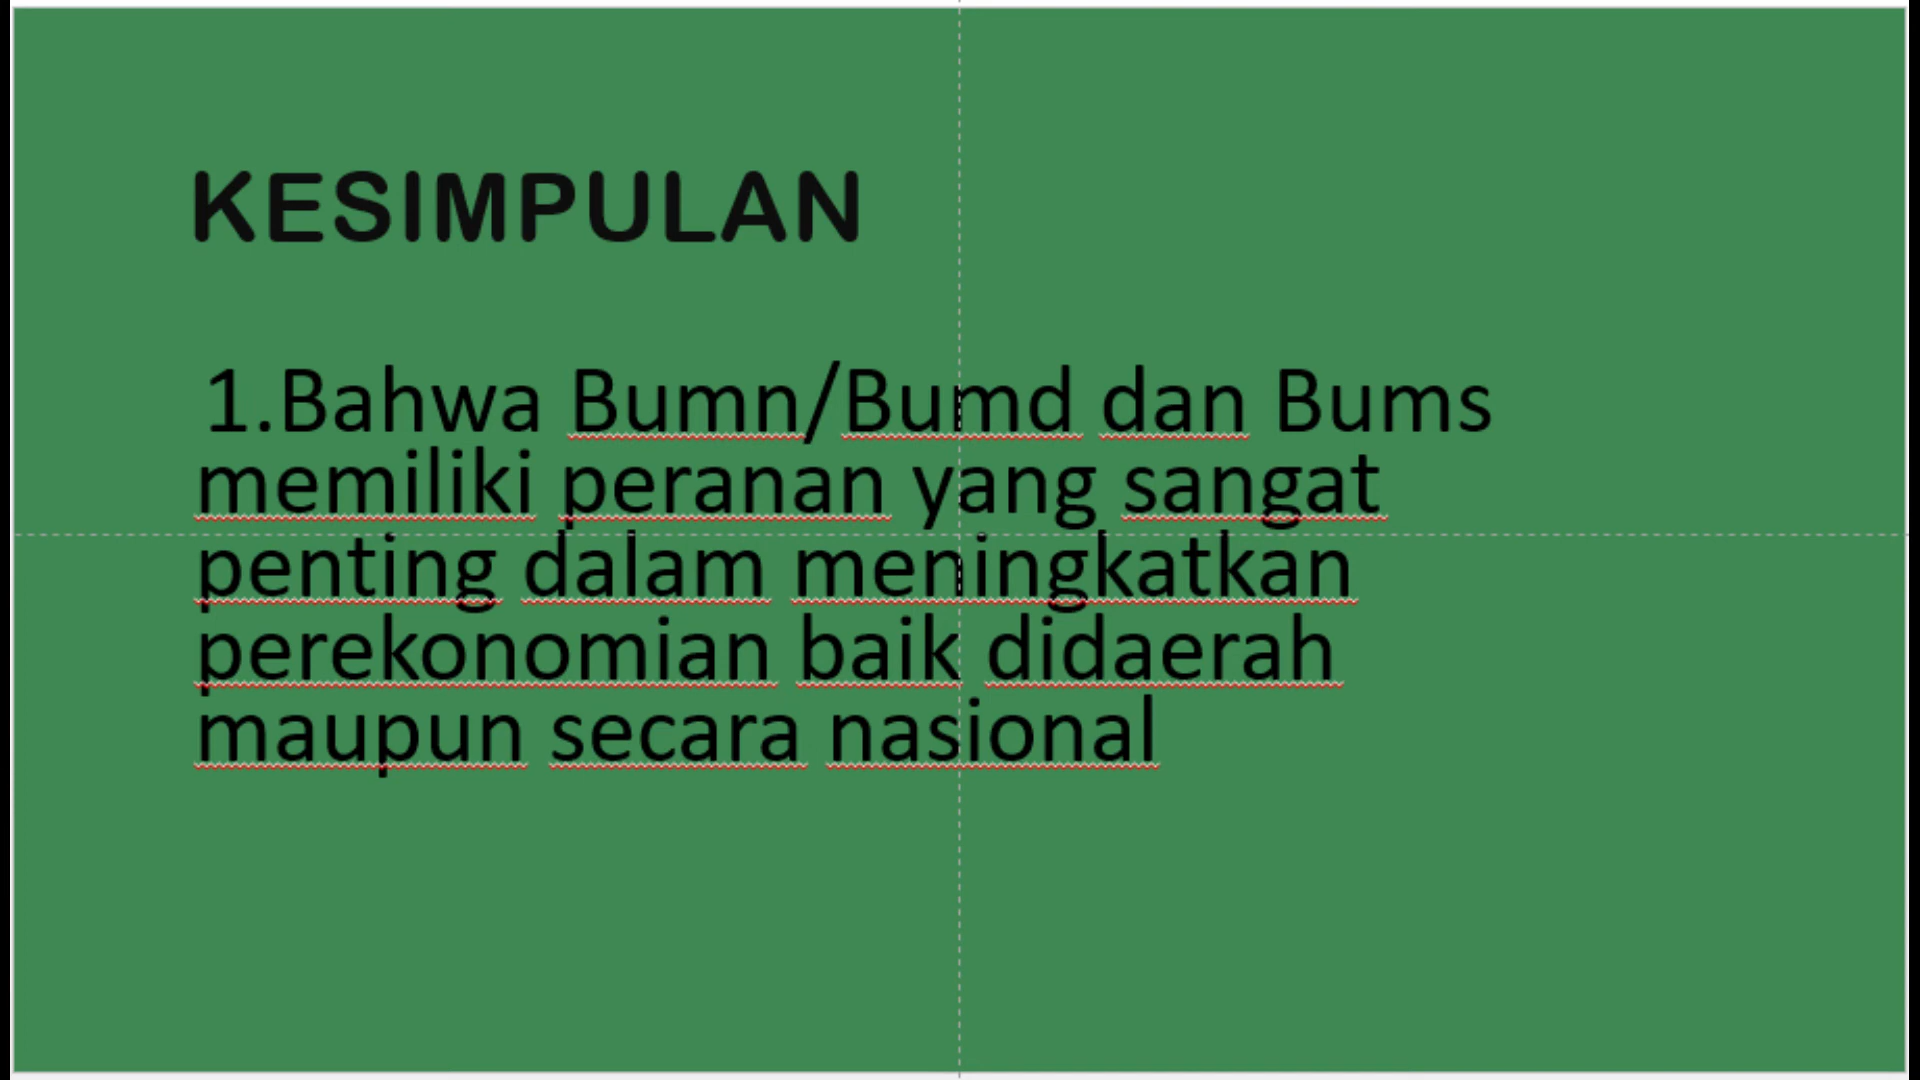 KESIMPULAN
1.Bahwa Bumn/Bumd dan Bums
memiliki peranan yang sangat
penting dalam meningkatkan
perekonomian baik didaerah
maupun secara nasional